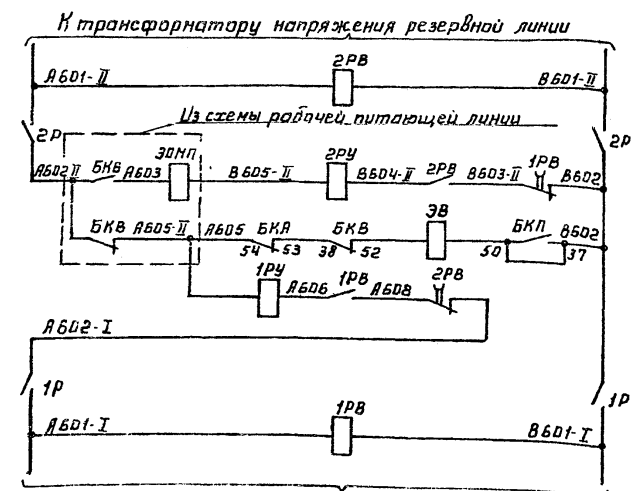 К трансформатору напряжения резервной линии
2РВ
А601-II
В601-II
Из схемы рабочей питающей линии
2Р
2Р
А602 II
БКВ
А603
ЭОМП
В605-II
2РУ
В604-II
2РВ
В603-II
1РВ
В602
БКВ
А605-II
А605
БКА
БКВ
ЭВ
БКП
В602
54
53
38
52
50
37
1РУ
А606
1РВ
А608
2РВ
А602-I
1Р
1Р
А601-I
1РВ
В601-I